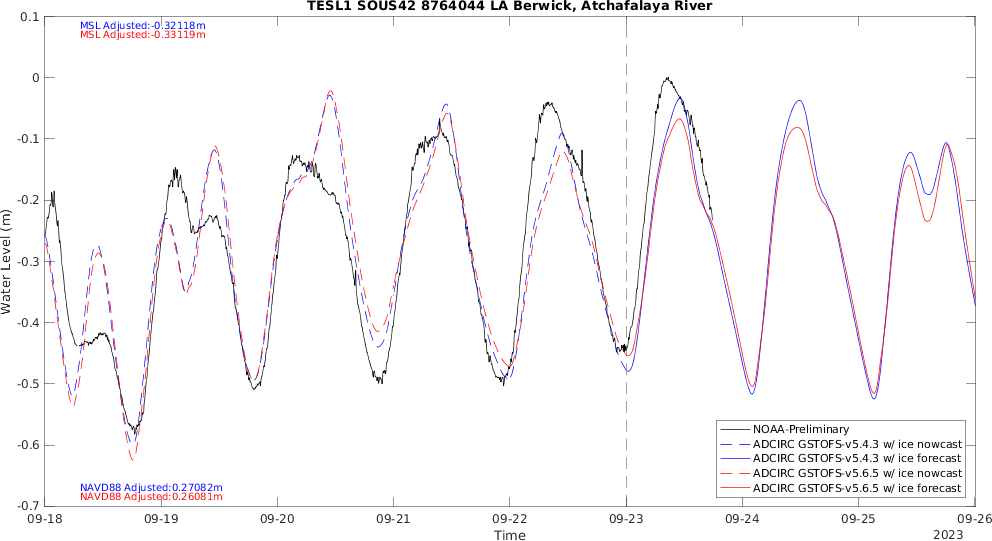 TESL1 SOUS42 8764044 LA Berwick, Atchafalaya River
MSL Adjusted:-0.32118m
MSL Adjusted:-0.33119m
0.1
0
-0.1
-0.2
-0.3
-0.4
-0.5
-0.6
-0.7
Water Level (m)
NAVD88 Adjusted:0.27082m
NAVD88 Adjusted:0.26081m
NOAA-Preliminary
ADCIRC GSTOFS-v5.4.3 w/ ice nowcast
ADCIRC GSTOFS-v5.4.3 w/ ice forecast
ADCIRC GSTOFS-v5.6.5 w/ ice nowcast
ADCIRC GSTOFS-v5.6.5 w/ ice forecast
09-18 09-19 09-20 09-21 09-22 09-23 09-24 09-25 09-26
Time
2023